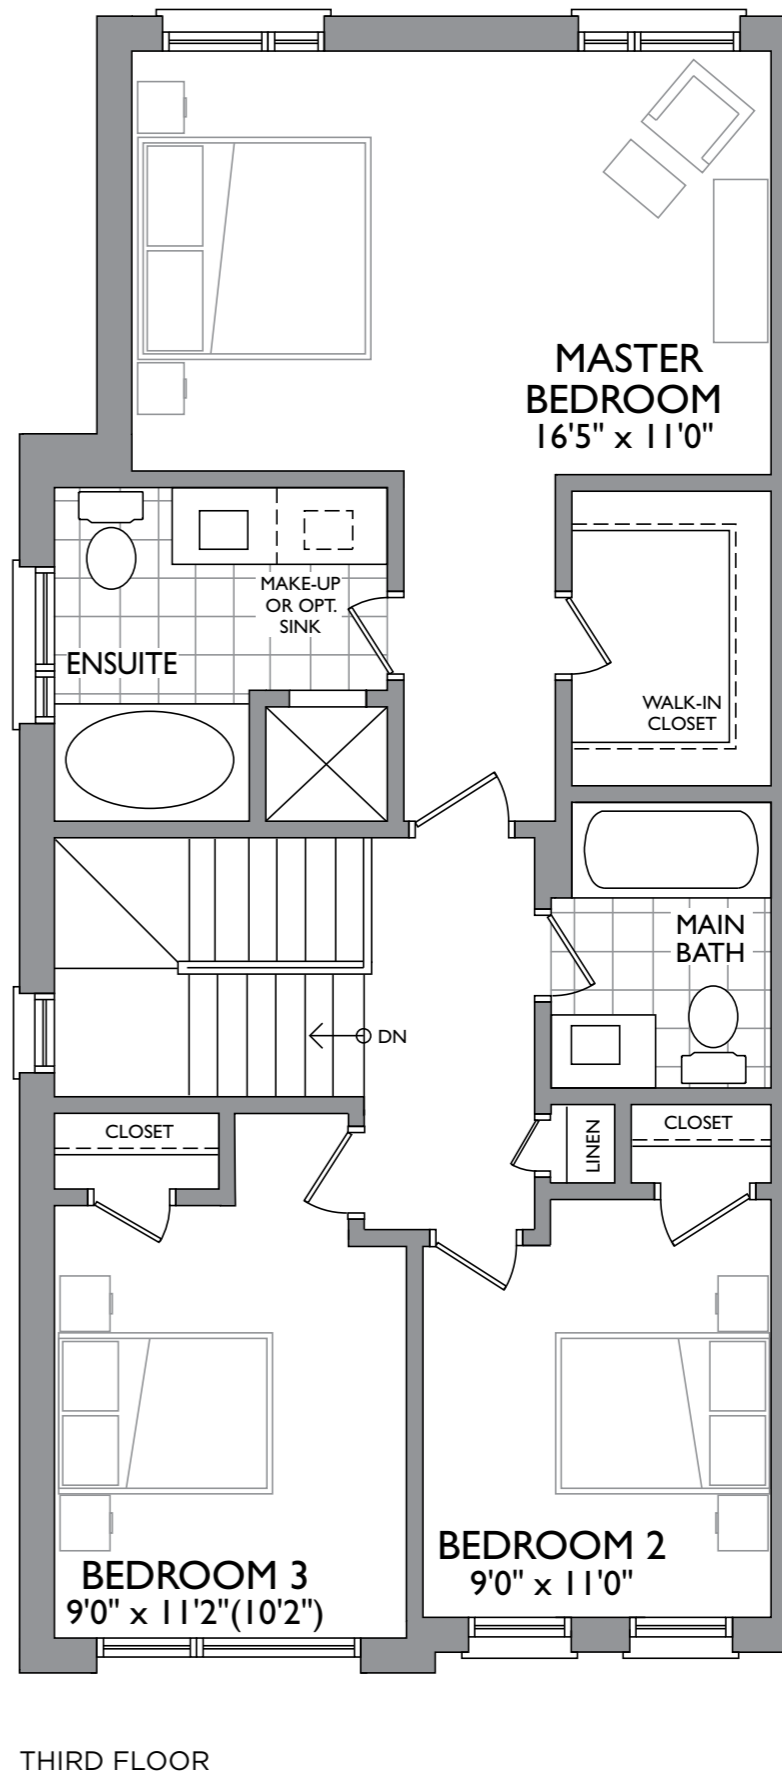 MASTER
BEDROOM
16'5" x 11'0"
MAKE-UP
OR OPT.
SINK
ENSUITE
WALK-IN
CLOSET
MAIN
BATH
DN
CLOSET
LINEN
CLOSET
BEDROOM 2
9'0" x 11'0"
BEDROOM 3
9'0" x 11'2"(10'2")
THIRD FLOOR